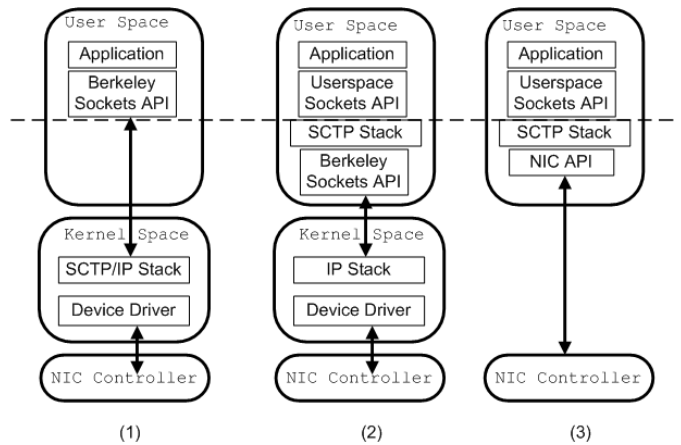 User Space
Application
Berkeley
Sockets API
Kernel Space
SCTP/IP Stack
Device Driver
NIC Controller
(1)
User Space
Application
Userspace
Sockets API
SCTP Stack
Berkeley
Sockets API
Kernel Space
IP Stack
Device Driver
NIC Controller
(2)
User Space
Application
Userspace
Sockets API
SCTP Stack
NIC API
NIC Controller
(3)